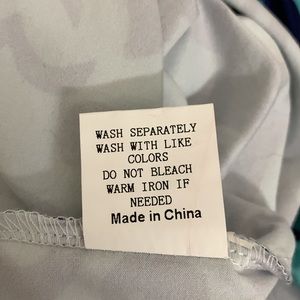 WASH SEPARATELY
WASH WITH LIKE
COLORS
DO NOT BLEACH
WARM IRON IF
NEEDED
Made in China